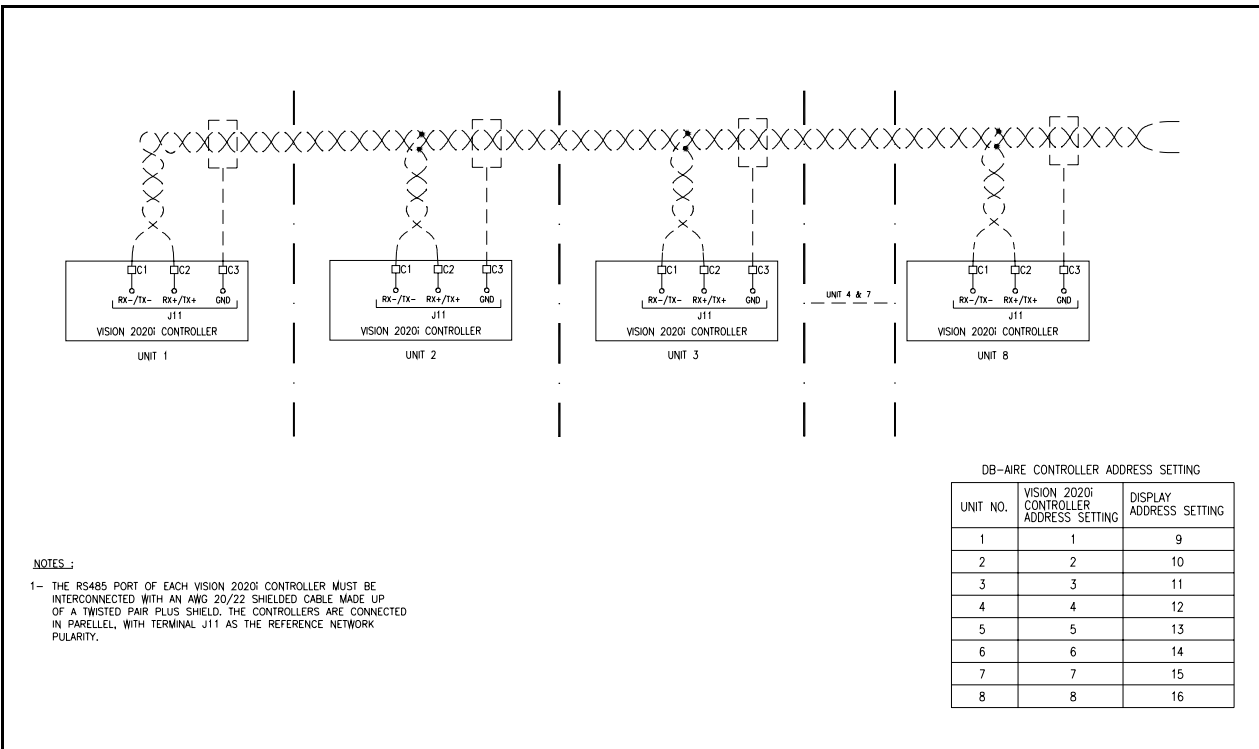 C1 C2 C3
RX-/TX- RX+/TX+ GND
J11
VISION 2020i CONTROLLER
UNIT 1
C1 C2 C3
RX-/TX- RX+/TX+ GND
J11
VISION 2020i CONTROLLER
UNIT 2
C1 C2 C3
RX-/TX- RX+/TX+ GND
J11
VISION 2020i CONTROLLER
UNIT 3
UNIT 4 & 7
C1 C2 C3
RX-/TX- RX+/TX+ GND
J11
VISION 2020i CONTROLLER
UNIT 8
DB-AIRE CONTROLLER ADDRESS SETTING
UNIT NO. VISION 2020i CONTROLLER ADDRESS SETTING DISPLAY ADDRESS SETTING
1 1 9
2 2 10
3 3 11
4 4 12
5 5 13
6 6 14
7 7 15
8 8 16
NOTES :
1- THE RS485 PORT OF EACH VISION 2020i CONTROLLER MUST BE
INTERCONNECTED WITH AN AWG 20/22 SHIELDED CABLE MADE UP
OF A TWISTED PAIR PLUS SHIELD. THE CONTROLLERS ARE CONNECTED
IN PARELLEL, WITH TERMINAL J11 AS THE REFERENCE NETWORK
PULARITY.